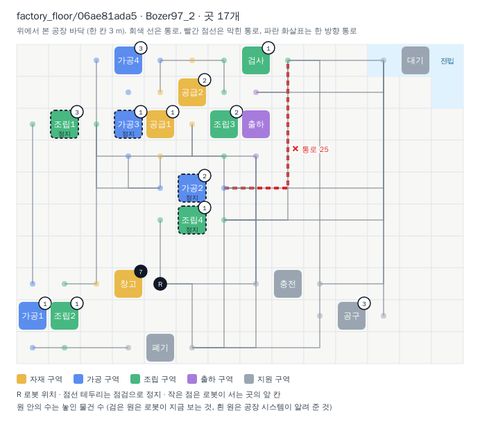 factory_floor/06ae81ada5 · Bozer97_2 · 곳 17개
위에서 본 공장 바닥 (한 칸 3 m). 회색 선은 통로, 빨간 점선은 막힌 통로, 파란 화살표는 한 방향 통로
가공4 3
검사 1
대기
전립
공급2 2
조립1 3
정지
가공3 1
정지
공급1 1
조립3 2
출하
✕ 통로 25
가공2 2
정지
조립4 1
정지
창고 7
R
충전
가공1 1
조립2 1
공구 3
폐기
자재 구역
가공 구역
조립 구역
출하 구역
지원 구역
R 로봇 위치 · 점선 테두리는 점검으로 정지 · 작은 점은 로봇이 서는 곳의 앞 칸
원 안의 수는 놓인 물건 수 (검은 원은 로봇이 지금 보는 것, 흰 원은 공장 시스템이 알려 준 것)